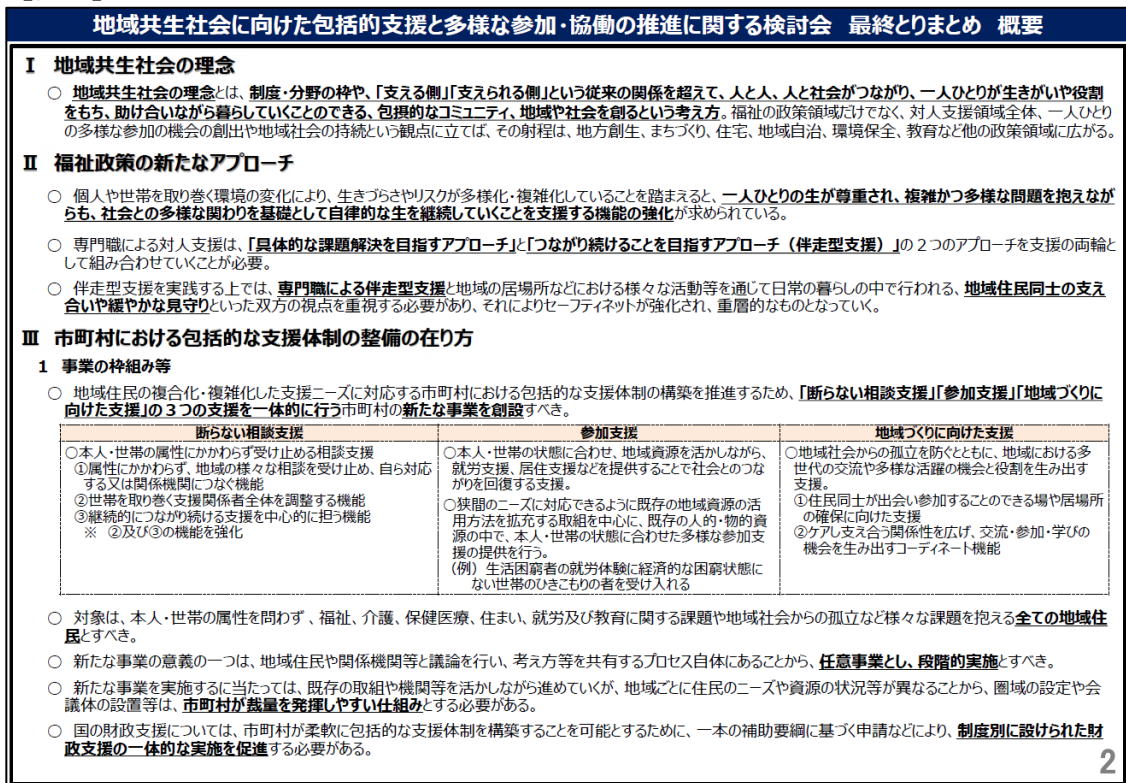 地域共生社会に向けた包括的支援と多様な参加・協働の推進に関する検討会　最終とりまとめ　概要
Ⅰ　地域共生社会の理念
○　地域共生社会の理念とは、制度・分野の枠や、「支える側」「支えられる側」という従来の関係を超えて、人と人、人と社会がつながり、一人ひとりが生きがいや役割
をもち、助け合いながら暮らしていくことのできる、包摂的なコミュニティ、地域や社会を創るという考え方。福祉の政策領域だけでなく、対人支援領域全体、一人ひとり
の多様な参加の機会の創出や地域社会の持続という観点に立てば、その射程は、地方創生、まちづくり、住宅、地域自治、環境保全、教育など他の政策領域に広がる。
Ⅱ　福祉政策の新たなアプローチ
○　個人や世帯を取り巻く環境の変化により、生きづらさやリスクが多様化・複雑化していることを踏まえると、一人ひとりの生が尊重され、複雑かつ多様な問題を抱えなが
らも、社会との多様な関わりを基礎として自律的な生を継続していくことを支援する機能の強化が求められている。
○　専門職による対人支援は、「具体的な課題解決を目指すアプローチ」と「つながり続けることを目指すアプローチ（伴走型支援）」の２つのアプローチを支援の両輪と
して組み合わせていくことが必要。
○　伴走型支援を実践する上では、専門職による伴走型支援と地域の居場所などにおける様々な活動等を通じて日常の暮らしの中で行われる、地域住民同士の支え
合いや緩やかな見守りといった双方の視点を重視する必要があり、それによりセーフティネットが強化され、重層的なものとなっていく。
Ⅲ　市町村における包括的な支援体制の整備の在り方
１　事業の枠組み等
○　地域住民の複合化・複雑化した支援ニーズに対応する市町村における包括的な支援体制の構築を推進するため、「断らない相談支援」「参加支援」「地域づくりに
向けた支援」の３つの支援を一体的に行う市町村の新たな事業を創設すべき。
断らない相談支援
○本人・世帯の属性にかかわらず受け止める相談支援
①属性にかかわらず、地域の様々な相談を受け止め、自ら対応
する又は関係機関につなぐ機能
②世帯を取り巻く支援関係者全体を調整する機能
③継続的につながり続ける支援を中心的に担う機能
※　②及び③の機能を強化
参加支援
○本人・世帯の状態に合わせ、地域資源を活かしながら、
就労支援、居住支援などを提供することで社会とのつな
がりを回復する支援。
○狭間のニーズに対応できるように既存の地域資源の活
用方法を拡充する取組を中心に、既存の人的・物的資
源の中で、本人・世帯の状態に合わせた多様な参加支
援の提供を行う。
（例）生活困窮者の就労体験に経済的な困窮状態に
ない世帯のひきこもりの者を受け入れる
地域づくりに向けた支援
○地域社会からの孤立を防ぐとともに、地域における多
世代の交流や多様な活躍の機会と役割を生み出す
支援。
①住民同士が出会い参加することのできる場や居場所
の確保に向けた支援
②ケアし支え合う関係性を広げ、交流・参加・学びの
機会を生み出すコーディネート機能
○　対象は、本人・世帯の属性を問わず、福祉、介護、保健医療、住まい、就労及び教育に関する課題や地域社会からの孤立など様々な課題を抱える全ての地域住
民とすべき。
○　新たな事業の意義の一つは、地域住民や関係機関等と議論を行い、考え方等を共有するプロセス自体にあることから、任意事業とし、段階的実施とすべき。
○　新たな事業を実施するに当たっては、既存の取組や機関等を活かしながら進めていくが、地域ごとに住民のニーズや資源の状況等が異なることから、圏域の設定や会
議体の設置等は、市町村が裁量を発揮しやすい仕組みとする必要がある。
○　国の財政支援については、市町村が柔軟に包括的な支援体制を構築することを可能とするために、一本の補助要綱に基づく申請などにより、制度別に設けられた財
政支援の一体的な実施を促進する必要がある。
2